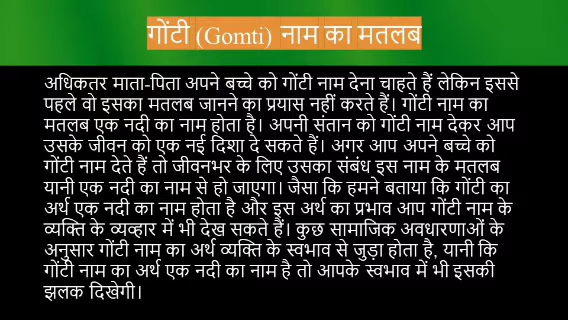 गोंटी (Gomti) नाम का मतलब
अधिकतर माता-पिता अपने बच्चे को गोंटी नाम देना चाहते हैं लेकिन इससे
पहले वो इसका मतलब जानने का प्रयास नहीं करते हैं। गोंटी नाम का
मतलब एक नदी का नाम होता है। अपनी संतान को गोंटी नाम देकर आप
उसके जीवन को एक नई दिशा दे सकते हैं। अगर आप अपने बच्चे को
गोंटी नाम देते हैं तो जीवनभर के लिए उसका संबंध इस नाम के मतलब
यानी एक नदी का नाम से हो जाएगा। जैसा कि हमने बताया कि गोंटी का
अर्थ एक नदी का नाम होता है और इस अर्थ का प्रभाव आप गोंटी नाम के
व्यक्ति के व्यव्हार में भी देख सकते हैं। कुछ सामाजिक अवधारणाओं के
अनुसार गोंटी नाम का अर्थ व्यक्ति के स्वभाव से जुड़ा होता है, यानी कि
गोंटी नाम का अर्थ एक नदी का नाम है तो आपके स्वभाव में भी इसकी
झलक दिखेगी।